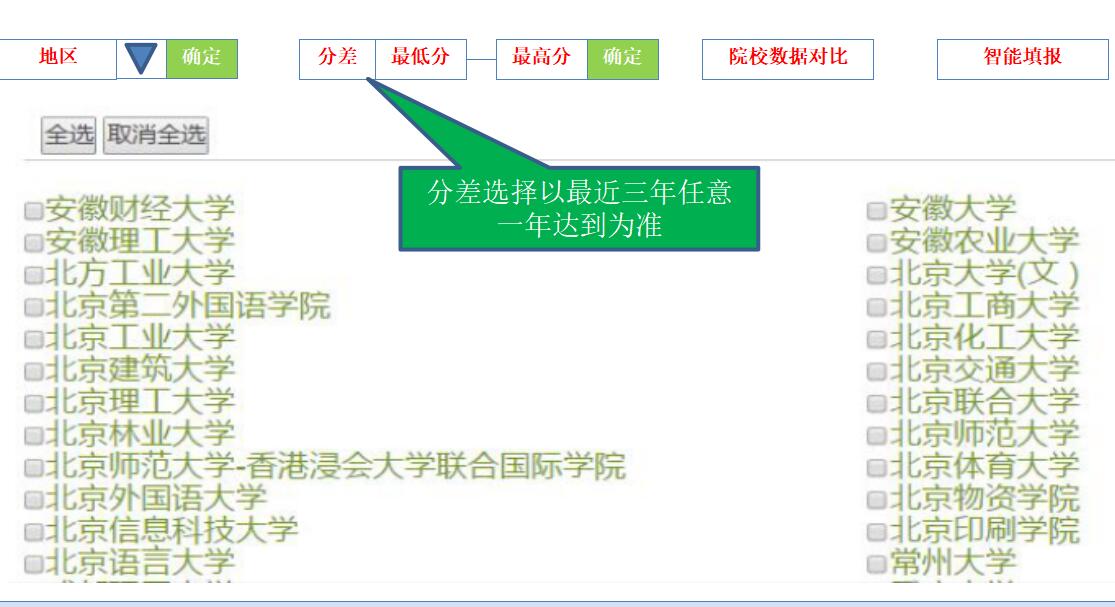 地区 确定 分差 最低分 最高分 确定 院校数据对比 智能填报
全选 取消全选
分差选择以最近三年任意
一年达到为准
安徽财经大学 安徽大学
安徽理工大学 安徽农业大学
北方工业大学 北京大学(文 )
北京第二外国语学院 北京工商大学
北京工业大学 北京化工大学
北京建筑大学 北京交通大学
北京理工大学 北京联合大学
北京林业大学 北京师范大学
北京师范大学-香港浸会大学联合国际学院 北京体育大学
北京外国语大学 北京物资学院
北京信息科技大学 北京印刷学院
北京语言大学 常州大学